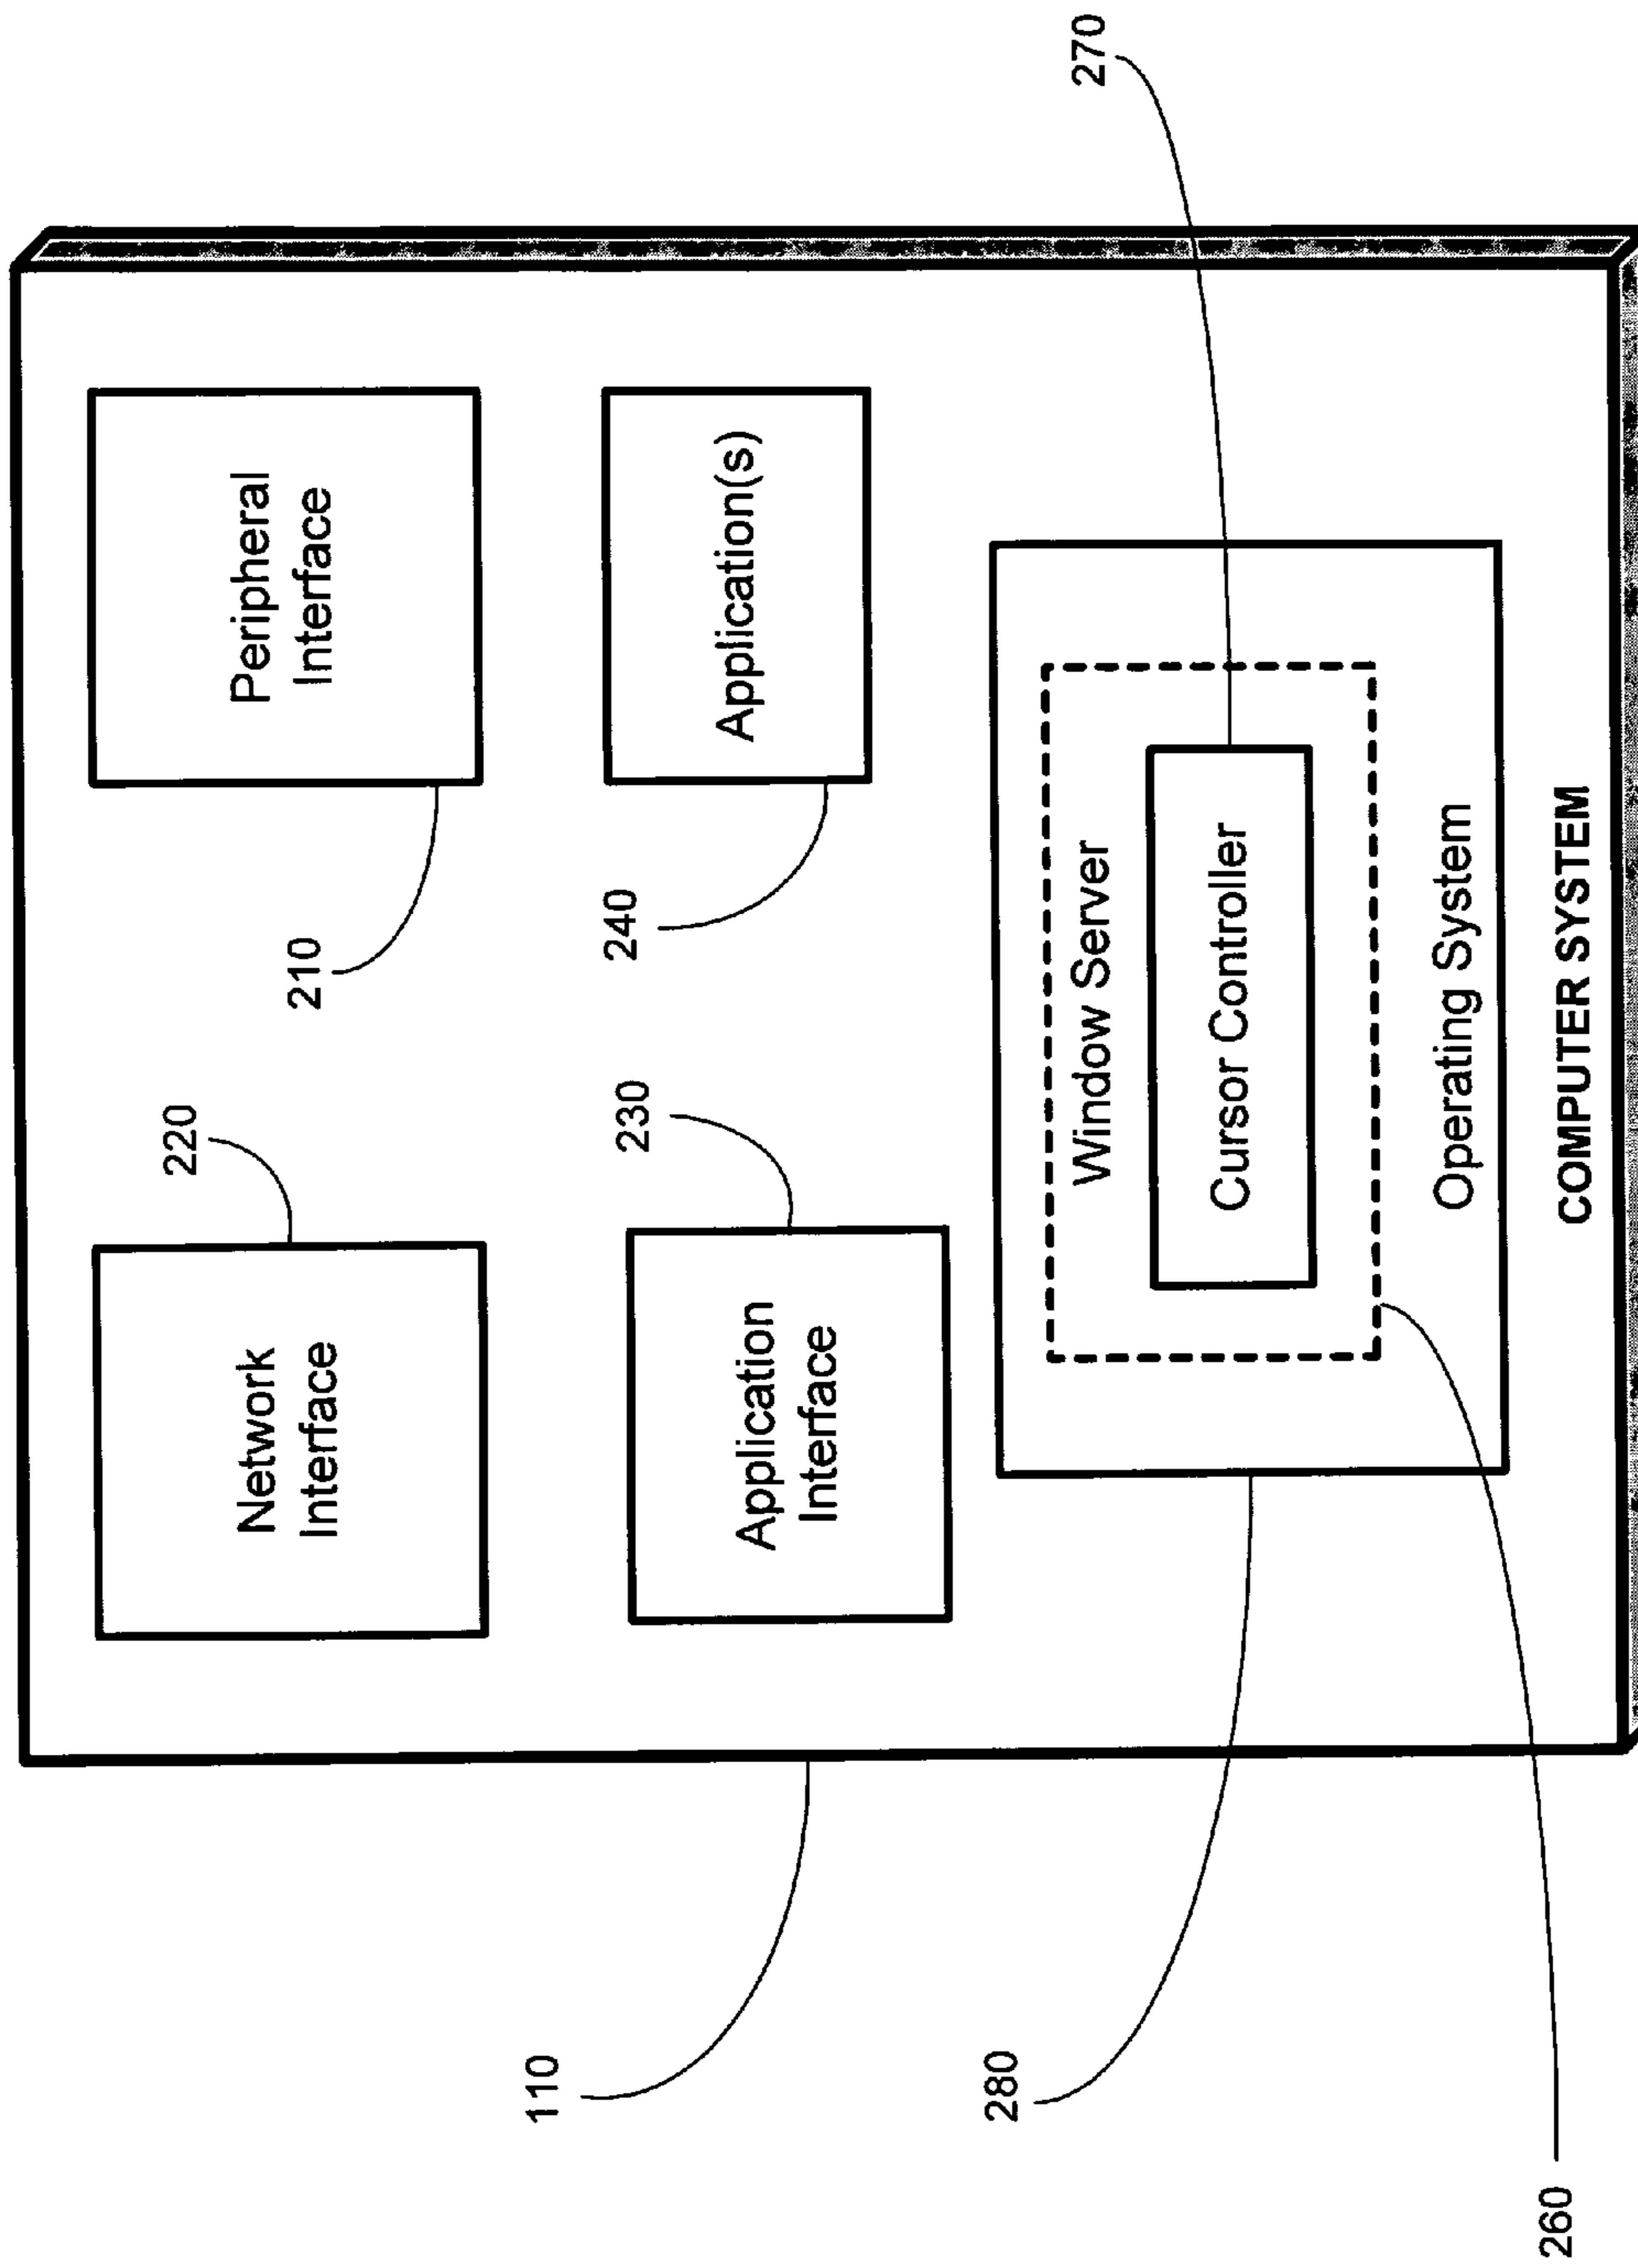 220
Network
Interface
210
Peripheral
Interface
110
230
Application
Interface
240
Application(s)
280
Window Server
Cursor Controller
270
Operating System
260
COMPUTER SYSTEM